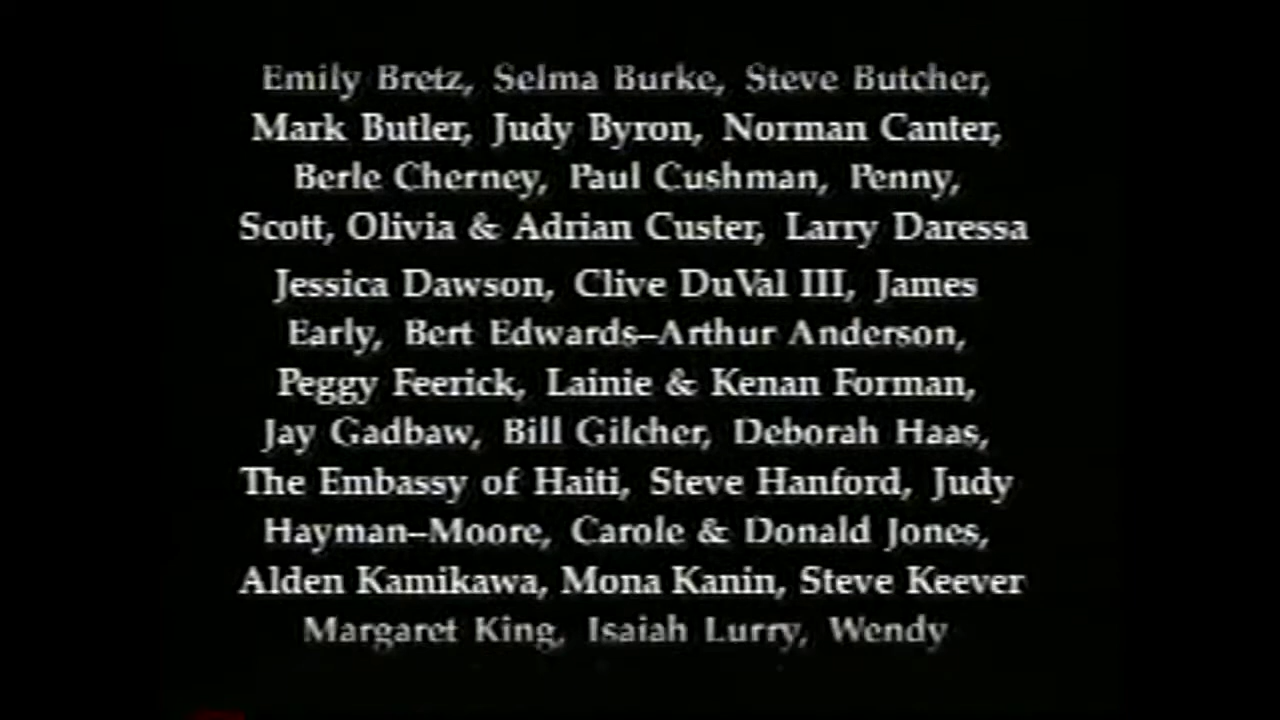 Emily Bretz, Selma Burke, Steve Butcher,
Mark Butler, Judy Byron, Norman Canter,
Berle Cherney, Paul Cushman, Penny,
Scott, Olivia & Adrian Custer, Larry Daressa
Jessica Dawson, Clive DuVal III, James
Early, Bert Edwards–Arthur Anderson,
Peggy Feerick, Lainie & Kenan Forman,
Jay Gadbaw, Bill Gilcher, Deborah Haas,
The Embassy of Haiti, Steve Hanford, Judy
Hayman–Moore, Carole & Donald Jones,
Alden Kamikawa, Mona Kanin, Steve Keever
Margaret King, Isaiah Lurry, Wendy